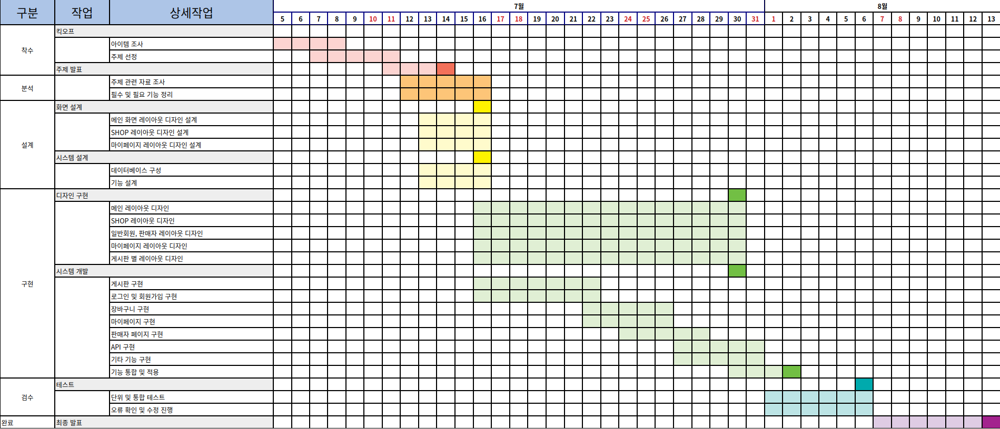 구분 작업 상세작업 7월 8월
5 6 7 8 9 10 11 12 13 14 15 16 17 18 19 20 21 22 23 24 25 26 27 28 29 30 31 1 2 3 4 5 6 7 8 9 10 11 12 13
착수
킥오프
아이템 조사
주제 선정
주제 발표
분석
주제 관련 자료 조사
필수 및 필요 기능 정리
설계
화면 설계
메인 화면 레이아웃 디자인 설계
SHOP 레이아웃 디자인 설계
마이페이지 레이아웃 디자인 설계
시스템 설계
데이터베이스 구성
기능 설계
구현
디자인 구현
메인 레이아웃 디자인
SHOP 레이아웃 디자인
일반회원, 판매자 레이아웃 디자인
마이페이지 레이아웃 디자인
게시판 별 레이아웃 디자인
시스템 개발
게시판 구현
로그인 및 회원가입 구현
장바구니 구현
마이페이지 구현
판매자 페이지 구현
API 구현
기타 기능 구현
기능 통합 및 적용
검수
테스트
단위 및 통합 테스트
오류 확인 및 수정 진행
완료 최종 발표